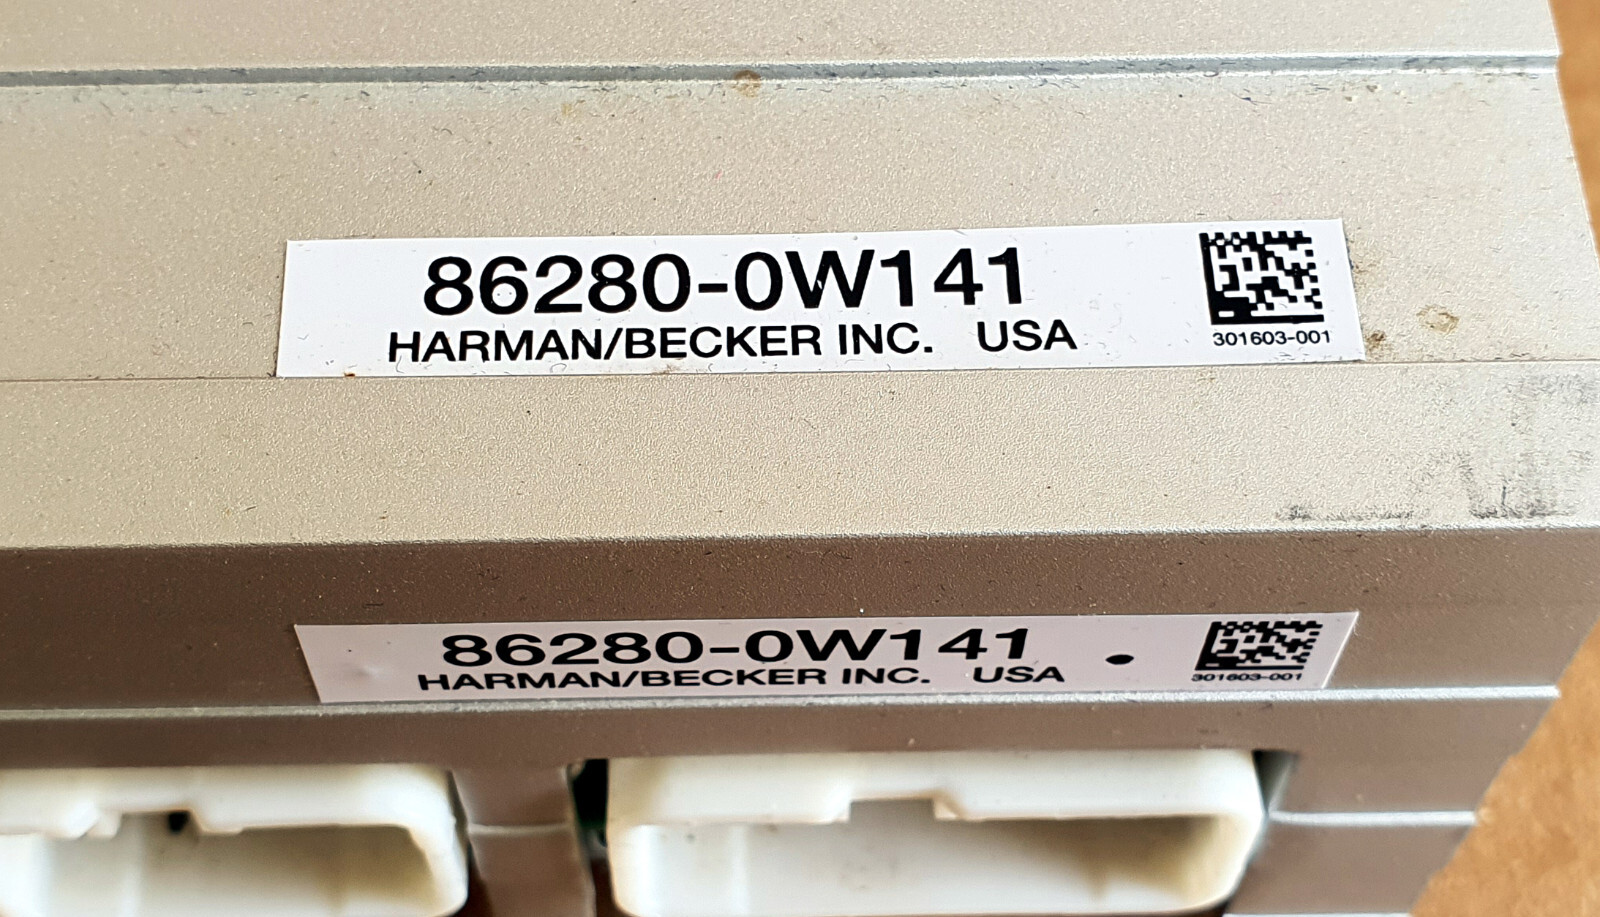 86280-0W141
HARMAN/BECKER INC. USA
301603-001
86280-0W141
HARMAN/BECKER INC. USA
301603-001